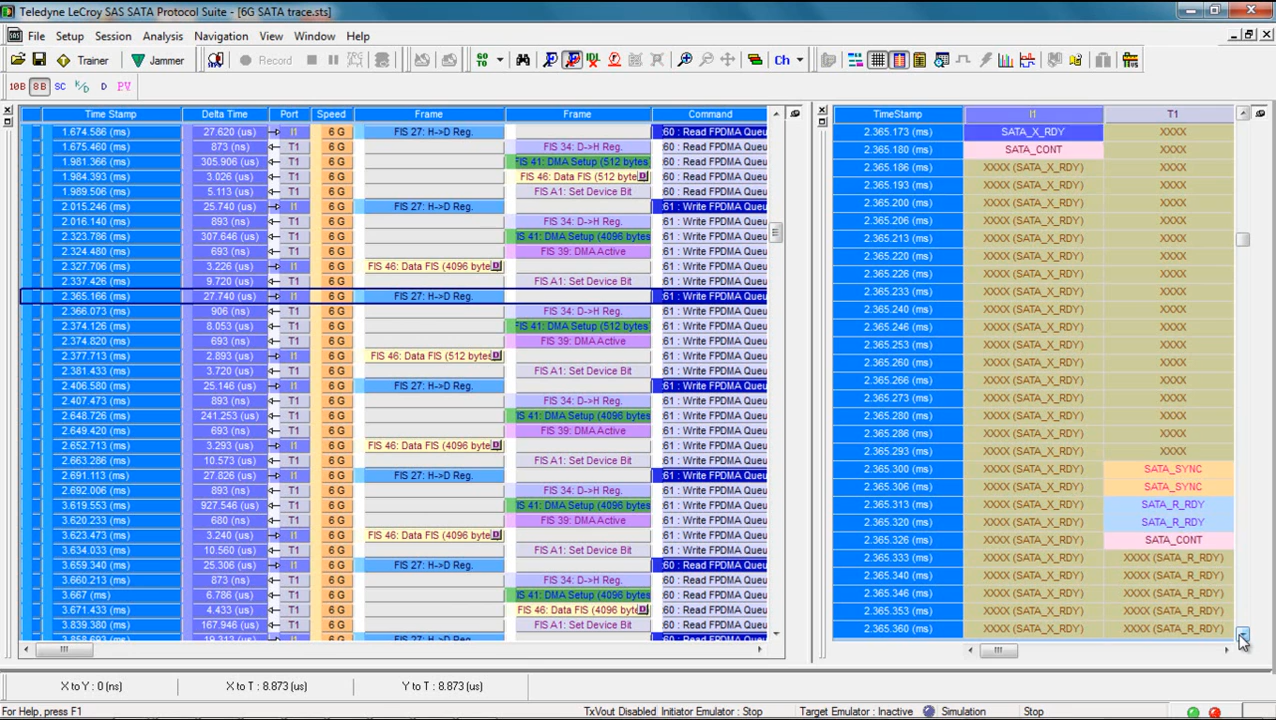 Teledyne LeCroy SAS SATA Protocol Suite - [6G SATA trace.sts]
File Setup Session Analysis Navigation View Window Help
Trainer Jammer Record GO TO IDL Ch
10B 8B SC K/D D PV
Time Stamp Delta Time Port Speed Frame Frame Command
1.674.586 (ms) 27.620 (us) I1 6 G FIS 27: H->D Reg. 60 : Read FPDMA Queu
1.675.460 (ms) 873 (ns) T1 6 G FIS 34: D->H Reg. 60 : Read FPDMA Queu
1.981.366 (ms) 305.906 (us) T1 6 G FIS 41: DMA Setup (512 bytes) 60 : Read FPDMA Queu
1.984.393 (ms) 3.026 (us) T1 6 G FIS 46: Data FIS (512 byte D 60 : Read FPDMA Queu
1.989.506 (ms) 5.113 (us) T1 6 G FIS A1: Set Device Bit 60 : Read FPDMA Queu
2.015.246 (ms) 25.740 (us) I1 6 G FIS 27: H->D Reg. 61 : Write FPDMA Queu
2.016.140 (ms) 893 (ns) T1 6 G FIS 34: D->H Reg. 61 : Write FPDMA Queu
2.323.786 (ms) 307.646 (us) T1 6 G IS 41: DMA Setup (4096 bytes 61 : Write FPDMA Queu
2.324.480 (ms) 693 (ns) T1 6 G FIS 39: DMA Active 61 : Write FPDMA Queu
2.327.706 (ms) 3.226 (us) I1 6 G FIS 46: Data FIS (4096 byte D 61 : Write FPDMA Queu
2.337.426 (ms) 9.720 (us) T1 6 G FIS A1: Set Device Bit 61 : Write FPDMA Queu
2.365.166 (ms) 27.740 (us) I1 6 G FIS 27: H->D Reg. 61 : Write FPDMA Queu
2.366.073 (ms) 906 (ns) T1 6 G FIS 34: D->H Reg. 61 : Write FPDMA Queu
2.374.126 (ms) 8.053 (us) T1 6 G FIS 41: DMA Setup (512 bytes) 61 : Write FPDMA Queu
2.374.820 (ms) 693 (ns) T1 6 G FIS 39: DMA Active 61 : Write FPDMA Queu
2.377.713 (ms) 2.893 (us) I1 6 G FIS 46: Data FIS (512 bytes D 61 : Write FPDMA Queu
2.381.433 (ms) 3.720 (us) T1 6 G FIS A1: Set Device Bit 61 : Write FPDMA Queu
2.406.580 (ms) 25.146 (us) I1 6 G FIS 27: H->D Reg. 61 : Write FPDMA Queu
2.407.473 (ms) 893 (ns) T1 6 G FIS 34: D->H Reg. 61 : Write FPDMA Queu
2.648.726 (ms) 241.253 (us) T1 6 G IS 41: DMA Setup (4096 bytes 61 : Write FPDMA Queu
2.649.420 (ms) 693 (ns) T1 6 G FIS 39: DMA Active 61 : Write FPDMA Queu
2.652.713 (ms) 3.293 (us) I1 6 G FIS 46: Data FIS (4096 byte D 61 : Write FPDMA Queu
2.663.286 (ms) 10.573 (us) T1 6 G FIS A1: Set Device Bit 61 : Write FPDMA Queu
2.691.113 (ms) 27.826 (us) I1 6 G FIS 27: H->D Reg. 61 : Write FPDMA Queu
2.692.006 (ms) 893 (ns) T1 6 G FIS 34: D->H Reg. 61 : Write FPDMA Queu
3.619.553 (ms) 927.546 (us) T1 6 G IS 41: DMA Setup (4096 bytes 61 : Write FPDMA Queu
3.620.233 (ms) 680 (ns) T1 6 G FIS 39: DMA Active 61 : Write FPDMA Queu
3.623.473 (ms) 3.240 (us) I1 6 G FIS 46: Data FIS (4096 byte D 61 : Write FPDMA Queu
3.634.033 (ms) 10.560 (us) T1 6 G FIS A1: Set Device Bit 61 : Write FPDMA Queu
3.659.340 (ms) 25.306 (us) I1 6 G FIS 27: H->D Reg. 60 : Read FPDMA Queu
3.660.213 (ms) 873 (ns) T1 6 G FIS 34: D->H Reg. 60 : Read FPDMA Queu
3.667 (ms) 6.786 (us) T1 6 G IS 41: DMA Setup (4096 bytes 60 : Read FPDMA Queu
3.671.433 (ms) 4.433 (us) T1 6 G FIS 46: Data FIS (4096 byte D 60 : Read FPDMA Queu
3.839.380 (ms) 167.946 (us) T1 6 G FIS A1: Set Device Bit 60 : Read FPDMA Queu
3.858.693 (ms) 19.313 (us) I1 6 G FIS 27: H->D Reg. 60 : Read FPDMA Queu
TimeStamp I1 T1
2.365.173 (ms) SATA_X_RDY XXXX
2.365.180 (ms) SATA_CONT XXXX
2.365.186 (ms) XXXX (SATA_X_RDY) XXXX
2.365.193 (ms) XXXX (SATA_X_RDY) XXXX
2.365.200 (ms) XXXX (SATA_X_RDY) XXXX
2.365.206 (ms) XXXX (SATA_X_RDY) XXXX
2.365.213 (ms) XXXX (SATA_X_RDY) XXXX
2.365.220 (ms) XXXX (SATA_X_RDY) XXXX
2.365.226 (ms) XXXX (SATA_X_RDY) XXXX
2.365.233 (ms) XXXX (SATA_X_RDY) XXXX
2.365.240 (ms) XXXX (SATA_X_RDY) XXXX
2.365.246 (ms) XXXX (SATA_X_RDY) XXXX
2.365.253 (ms) XXXX (SATA_X_RDY) XXXX
2.365.260 (ms) XXXX (SATA_X_RDY) XXXX
2.365.266 (ms) XXXX (SATA_X_RDY) XXXX
2.365.273 (ms) XXXX (SATA_X_RDY) XXXX
2.365.280 (ms) XXXX (SATA_X_RDY) XXXX
2.365.286 (ms) XXXX (SATA_X_RDY) XXXX
2.365.293 (ms) XXXX (SATA_X_RDY) XXXX
2.365.300 (ms) XXXX (SATA_X_RDY) SATA_SYNC
2.365.306 (ms) XXXX (SATA_X_RDY) SATA_SYNC
2.365.313 (ms) XXXX (SATA_X_RDY) SATA_R_RDY
2.365.320 (ms) XXXX (SATA_X_RDY) SATA_R_RDY
2.365.326 (ms) XXXX (SATA_X_RDY) SATA_CONT
2.365.333 (ms) XXXX (SATA_X_RDY) XXXX (SATA_R_RDY)
2.365.340 (ms) XXXX (SATA_X_RDY) XXXX (SATA_R_RDY)
2.365.346 (ms) XXXX (SATA_X_RDY) XXXX (SATA_R_RDY)
2.365.353 (ms) XXXX (SATA_X_RDY) XXXX (SATA_R_RDY)
2.365.360 (ms) XXXX (SATA_X_RDY) XXXX (SATA_R_RDY)
X to Y : 0 (ns) X to T : 8.873 (us) Y to T : 8.873 (us)
For Help, press F1 TxVout Disabled Initiator Emulator : Stop Target Emulator : Inactive Simulation Stop